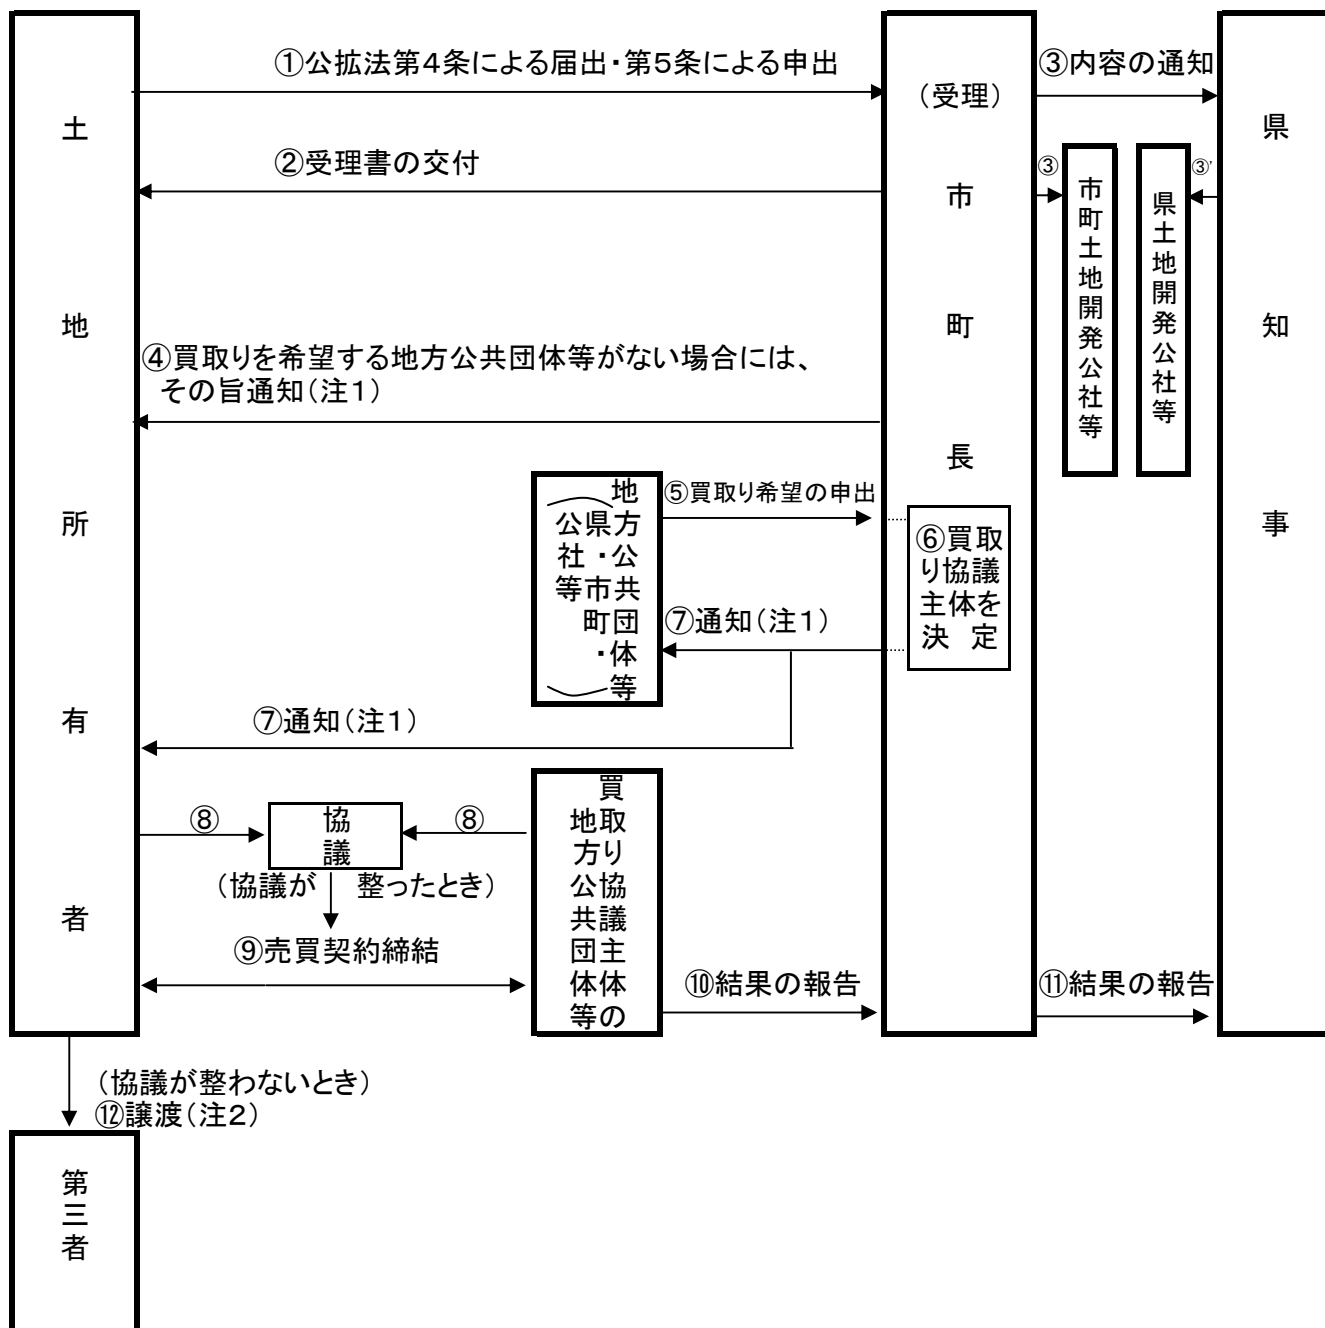 土地所有者
①公拡法第4条による届出・第5条による申出
②受理書の交付
(受理)
市町長
③内容の通知
県知事
③
市町土地開発公社等
③'
県土地開発公社等
④買取りを希望する地方公共団体等がない場合には、
その旨通知(注1)
地方公共団体等
(県・市町・
公社等)
⑤買取り希望の申出
⑥買取
り協議
主体を
決 定
⑦通知(注1)
⑦通知(注1)
⑧
協
議
⑧
買取り協議主体の
地方公共団体等
(協議が 整ったとき)
⑨売買契約締結
⑩結果の報告
⑪結果の報告
(協議が整わないとき)
⑫譲渡(注2)
第三者